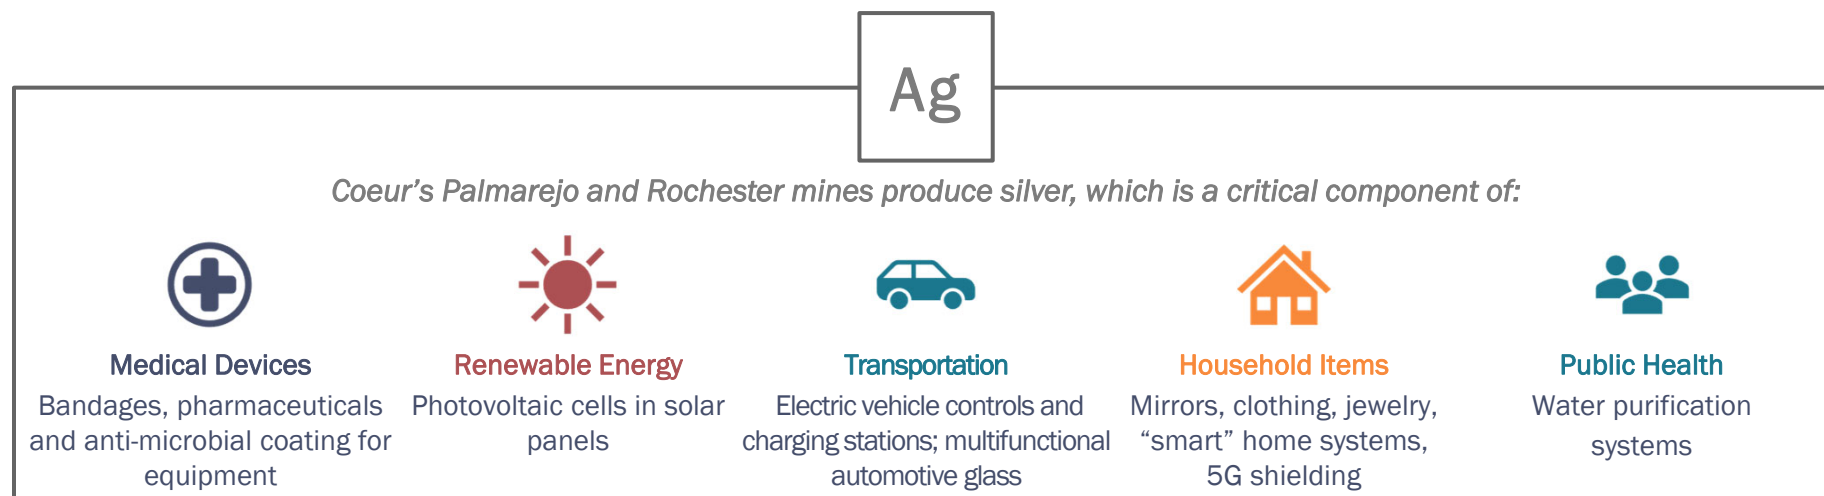 Ag
Coeur's Palmarejo and Rochester mines produce silver, which is a critical component of:
Medical Devices
Bandages, pharmaceuticals
and anti-microbial coating for
equipment
Renewable Energy
Photovoltaic cells in solar
panels
Transportation
Electric vehicle controls and
charging stations; multifunctional
automotive glass
Household Items
Mirrors, clothing, jewelry,
“smart” home systems,
5G shielding
Public Health
Water purification
systems